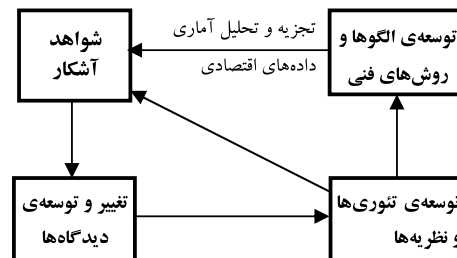 توسعه‌ی الگوها و
روش‌های فنی
تجزیه و تحلیل آماری
داده‌های اقتصادی
شواهد
آشکار
توسعه‌ی تئوری‌ها
و نظریه‌ها
تغییر و توسعه‌ی
دیدگاه‌ها